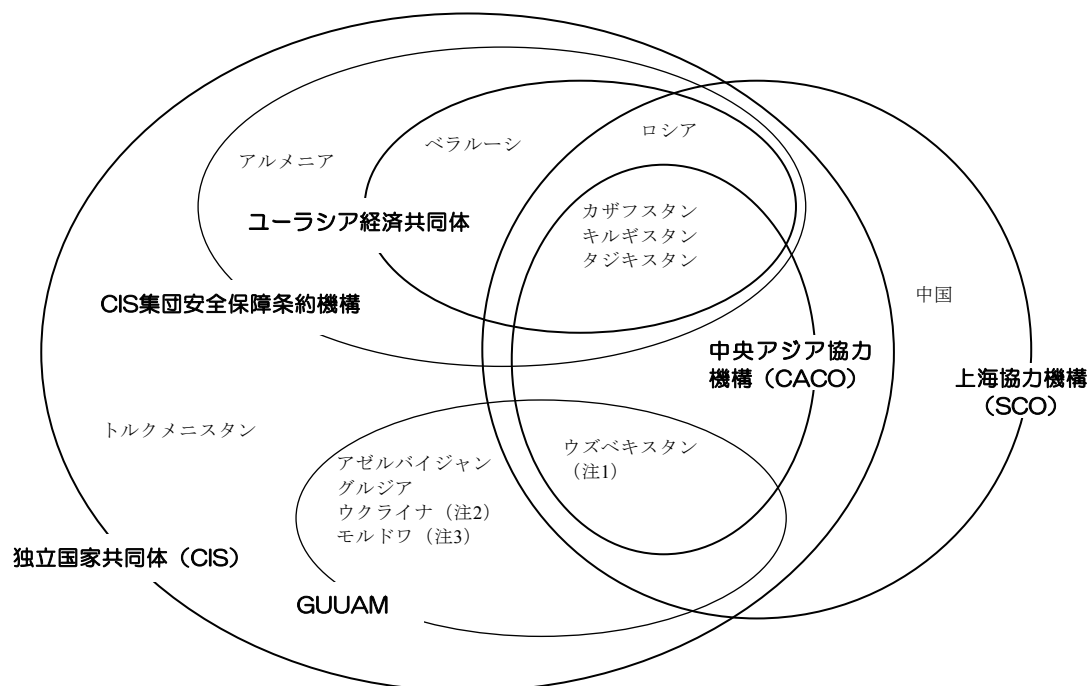 ロシア
ベラルーシ
アルメニア
カザフスタン
キルギスタン
タジキスタン
ユーラシア経済共同体
CIS集団安全保障条約機構
中国
中央アジア協力
機構（CACO）
上海協力機構
（SCO）
トルクメニスタン
ウズベキスタン
（注1）
アゼルバイジャン
グルジア
ウクライナ（注2）
モルドワ（注3）
独立国家共同体（CIS）
GUUAM